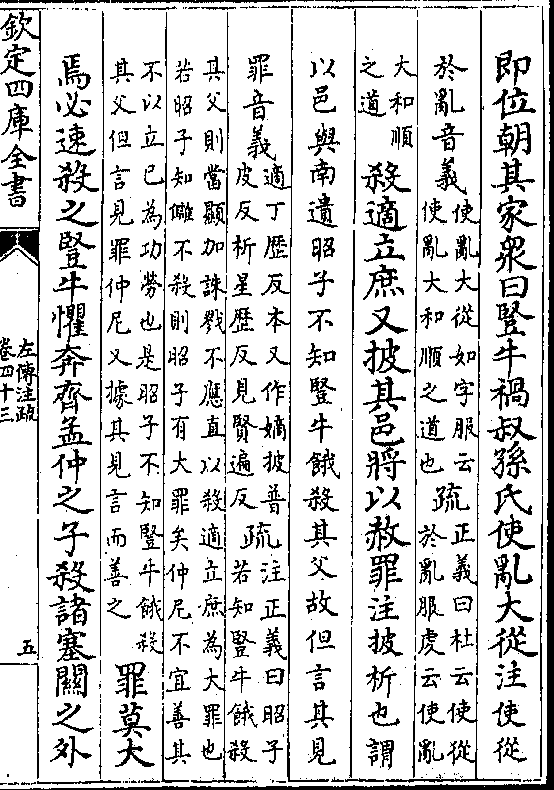 即位朝其家衆曰豎牛禍叔孫氏使亂大從注使從
於亂音義
使亂大從如字服云
使亂大和順之道也
疏
正義曰杜云使從
於亂服虔云使亂
大和順
之道
殺適立庶又披其邑將以赦罪注披析也謂
以邑與南遺昭子不知豎牛餓殺其父故但言其見
罪音義
適丁歷反本又作嫡披普
皮反析星歷反見賢遍反
疏
注正義曰昭子
若知豎牛餓殺
其父則當顯加誅戮不應直以殺適立庶為大罪也
若昭子知讎不殺則昭子有大罪矣仲尼不宜善其
不以立已為功勞也是昭子不知豎牛餓殺
其父但言見罪仲尼又據其見言而善之
罪莫大
焉必速殺之豎牛懼奔齊孟仲之子殺諸塞關之外
欽定四庫全書
左傳注疏
卷四十三
五